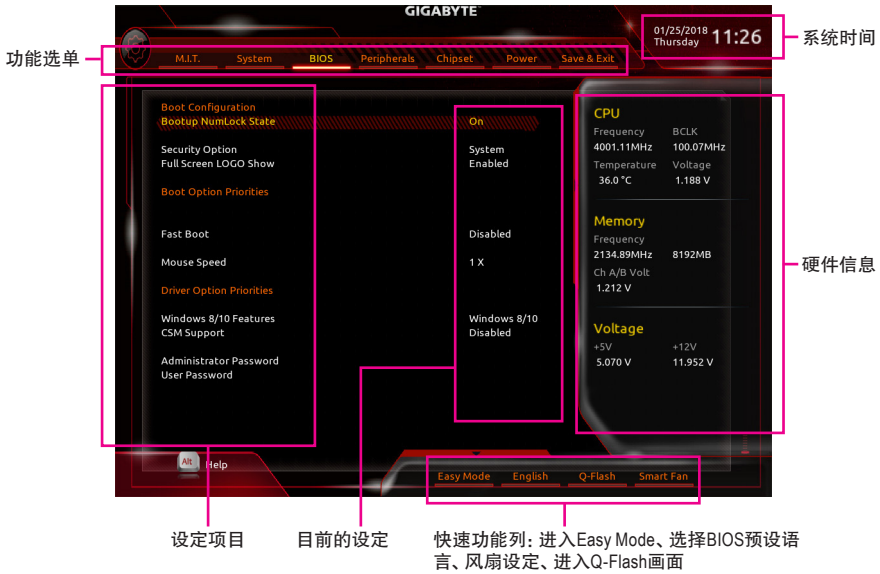 GIGABYTE™
01/25/2018 11:26
Thursday
系统时间
功能选单
M.I.T. System BIOS Peripherals Chipset Power Save & Exit
Boot Configuration
Bootup NumLock State On
Security Option System
Full Screen LOGO Show Enabled
Boot Option Priorities
Fast Boot Disabled
Mouse Speed 1 X
Driver Option Priorities
Windows 8/10 Features Windows 8/10
CSM Support Disabled
Administrator Password
User Password
CPU
Frequency BCLK
4001.11MHz 100.07MHz
Temperature Voltage
36.0 °C 1.188 V
Memory
Frequency
2134.89MHz 8192MB
Ch A/B Volt
1.212 V
Voltage
+5V +12V
5.070 V 11.952 V
硬件信息
Alt Help
Easy Mode English Q-Flash Smart Fan
设定项目
目前的设定
快速功能列: 进入Easy Mode、选择BIOS预设语
言、风扇设定、进入Q-Flash画面